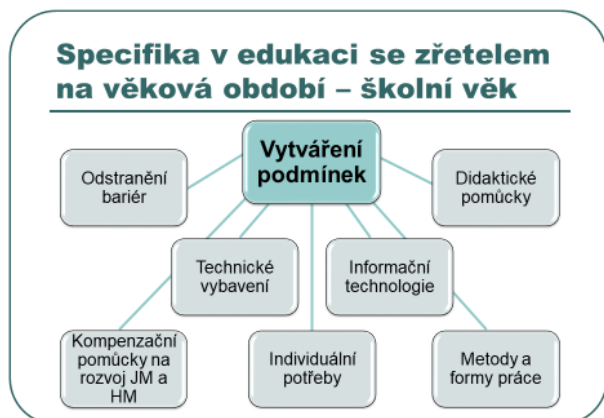 Specifika v edukaci se zřetelem
na věková období – školní věk
Vytváření
podmínek
Odstranění
bariér
Didaktické
pomůcky
Technické
vybavení
Informační
technologie
Kompenzační
pomůcky na
rozvoj JM a
HM
Individuální
potřeby
Metody a
formy práce